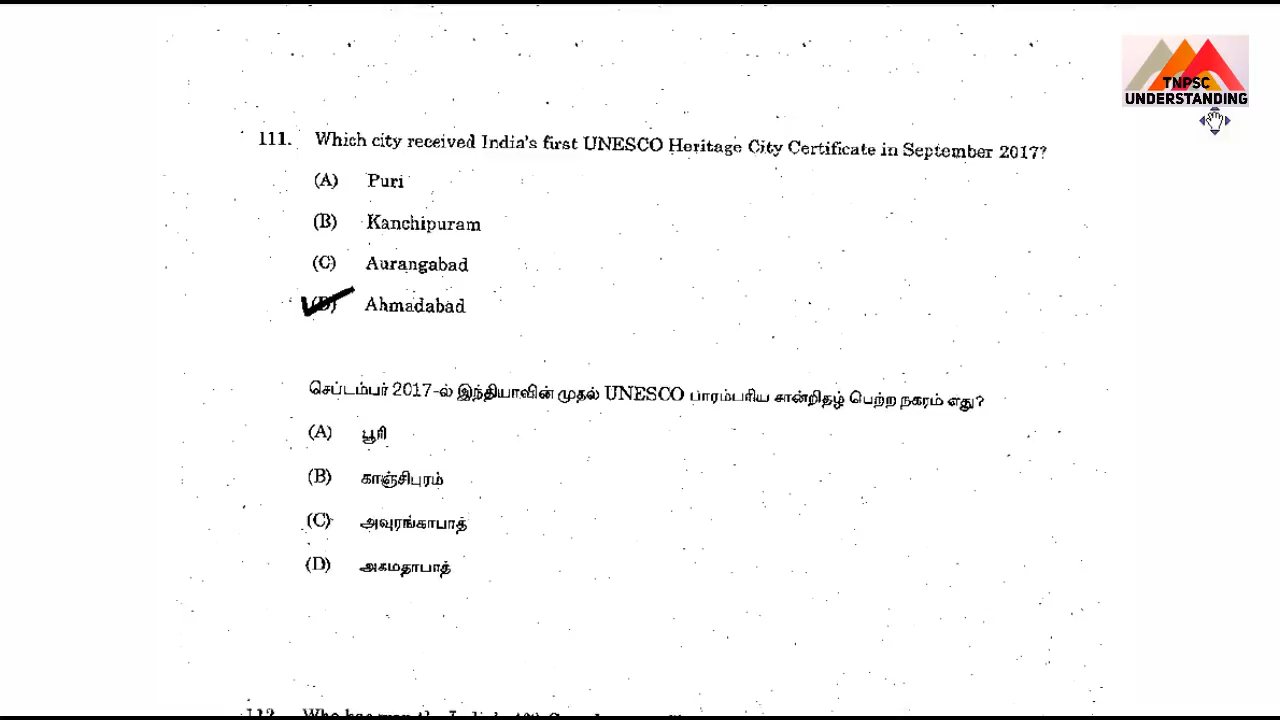 TNPSC
UNDERSTANDING
111. Which city received India's first UNESCO Heritage City Certificate in September 2017?
(A) Puri
(B) Kanchipuram
(C) Aurangabad
(D) Ahmadabad
செப்டம்பர் 2017-ல் இந்தியாவின் முதல் UNESCO பாரம்பரிய சான்றிதழ் பெற்ற நகரம் எது?
(A) பூரி
(B) காஞ்சிபுரம்
(C) அவுரங்காபாத்
(D) அகமதாபாத்